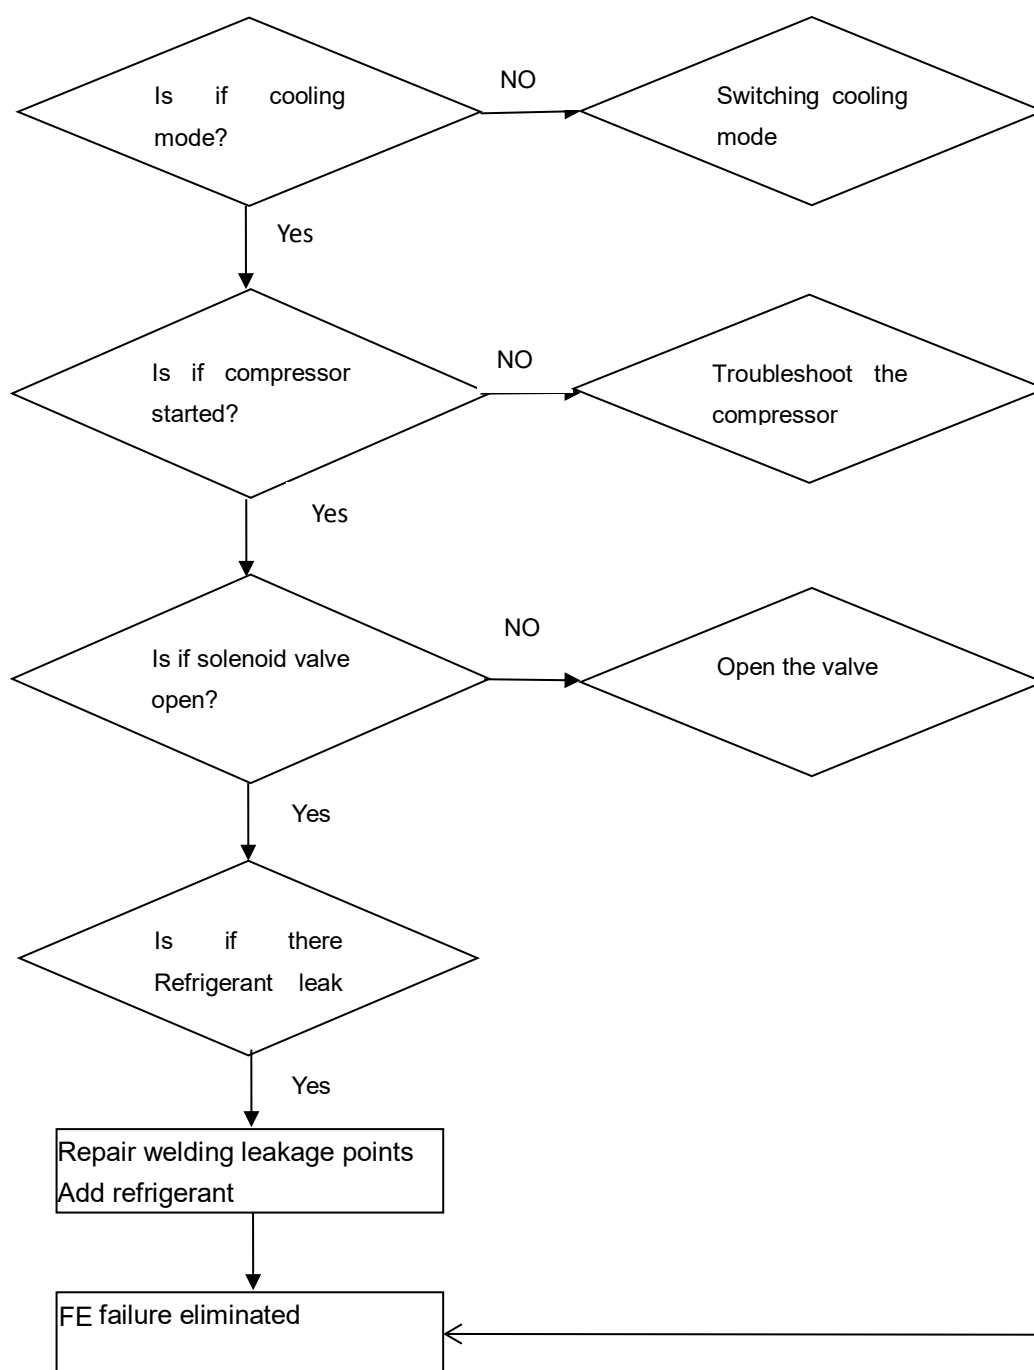 Is if cooling
mode?
NO
Switching cooling
mode
Yes
Is if compressor
started?
NO
Troubleshoot the
compressor
Yes
Is if solenoid valve
open?
NO
Open the valve
Yes
Is if there
Refrigerant leak
Yes
Repair welding leakage points
Add refrigerant
FE failure eliminated